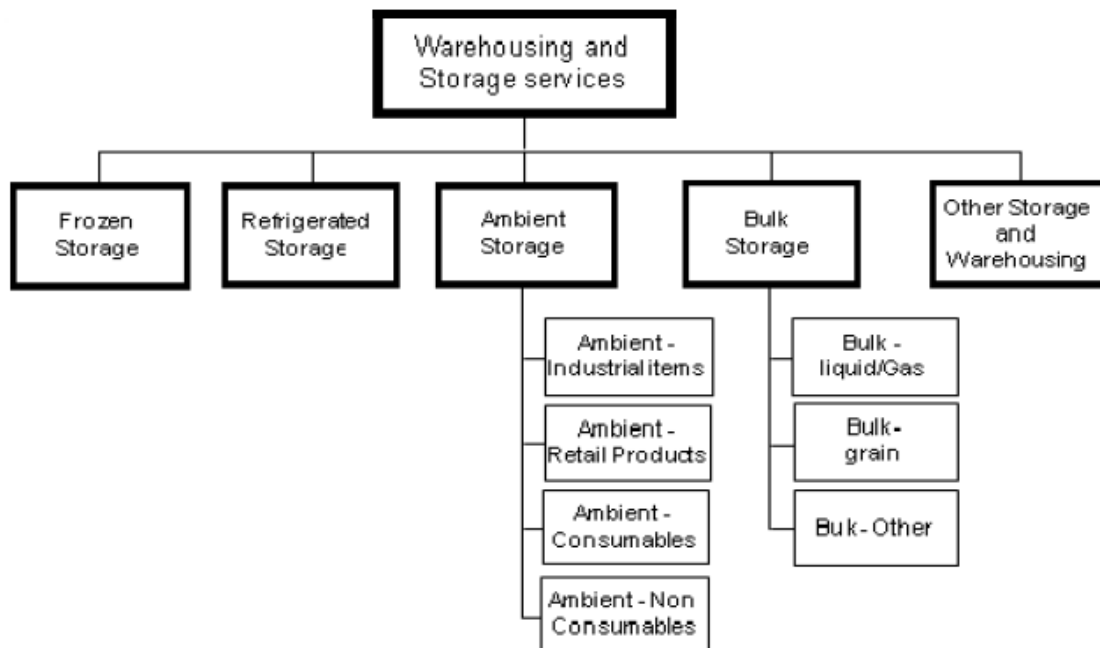 Warehousing and
Storage services
Frozen
Storage
Refrigerated
Storage
Ambient
Storage
Bulk
Storage
Other Storage
and
Warehousing
Ambient -
Industrial items
Ambient -
Retail Products
Ambient -
Consumables
Ambient - Non
Consumables
Bulk -
liquid/Gas
Bulk-
grain
Buk - Other